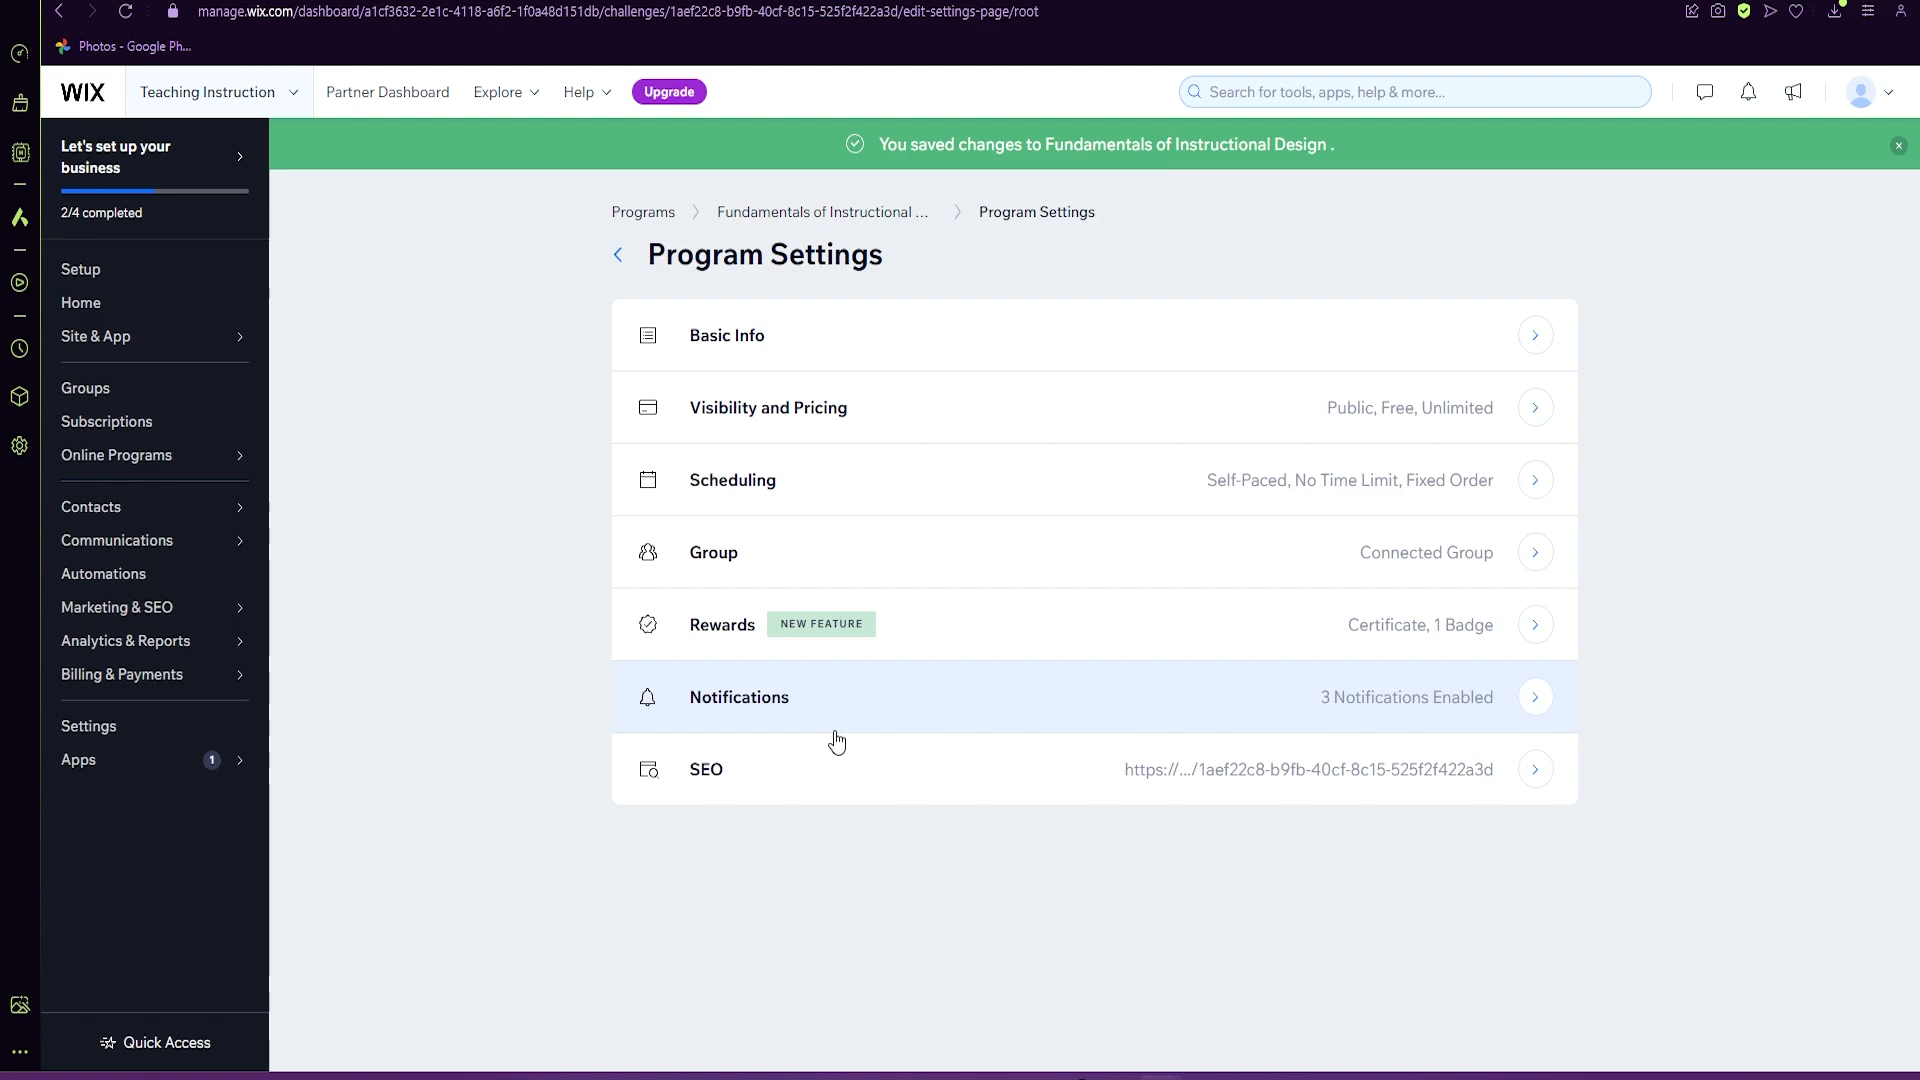 manage.wix.com/dashboard/a1cf3632-2e1c-4118-a6f2-1f0a48d151db/challenges/1aef22c8-b9fb-40cf-8c15-525f2f422a3d/edit-settings-page/root
Photos - Google Ph...
WIX
Teaching Instruction
Partner Dashboard
Explore
Help
Upgrade
Search for tools, apps, help & more...
Let's set up your
business
2/4 completed
Setup
Home
Site & App
Groups
Subscriptions
Online Programs
Contacts
Communications
Automations
Marketing & SEO
Analytics & Reports
Billing & Payments
Settings
Apps 1
Quick Access
You saved changes to Fundamentals of Instructional Design .
Programs > Fundamentals of Instructional ... > Program Settings
Program Settings
Basic Info
Visibility and Pricing Public, Free, Unlimited
Scheduling Self-Paced, No Time Limit, Fixed Order
Group Connected Group
Rewards NEW FEATURE Certificate, 1 Badge
Notifications 3 Notifications Enabled
SEO https://.../1aef22c8-b9fb-40cf-8c15-525f2f422a3d